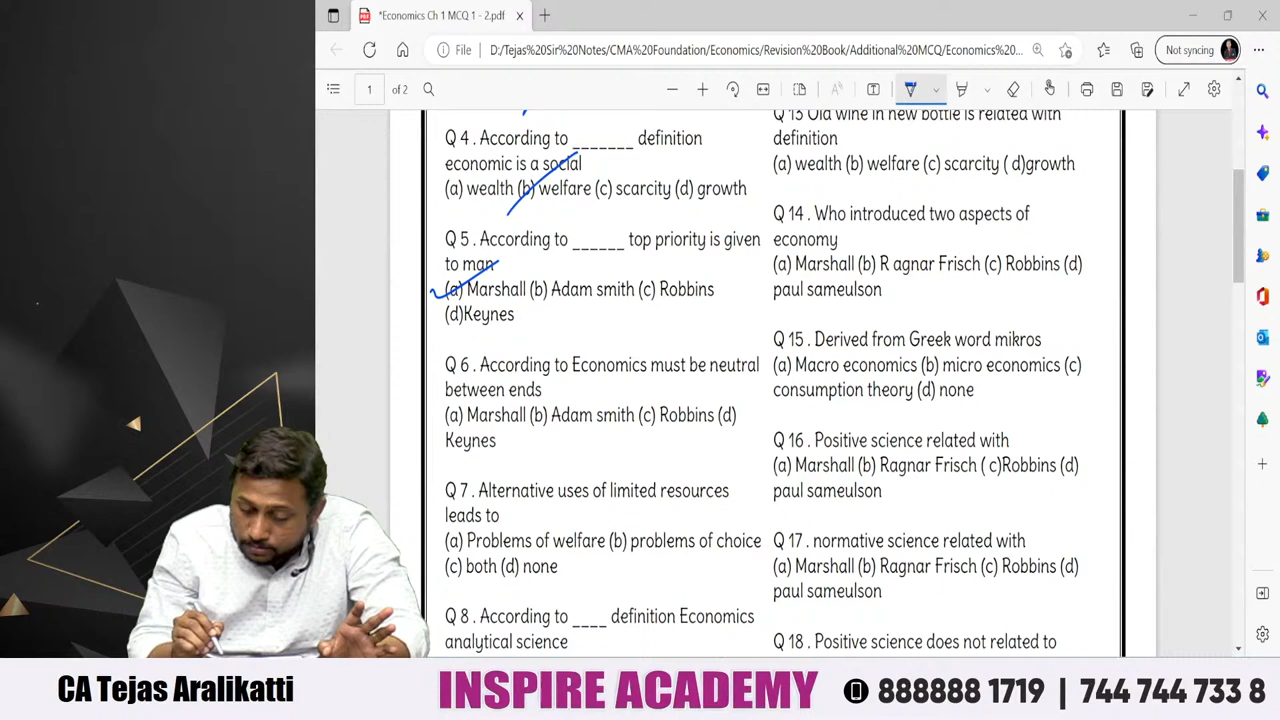 *Economics Ch 1 MCQ 1 - 2.pdf
File
D:/Tejas%20Sir%20Notes/CMA%20Foundation/Economics/Revision%20Book/Additional%20MCQ/Economics%20...
Not syncing
1
of 2
Q 4 . According to _______ definition
economic is a social
(a) wealth (b) welfare (c) scarcity (d) growth
Q 5 . According to ______ top priority is given
to man
(a) Marshall (b) Adam smith (c) Robbins
(d)Keynes
Q 6 . According to Economics must be neutral
between ends
(a) Marshall (b) Adam smith (c) Robbins (d)
Keynes
Q 7 . Alternative uses of limited resources
leads to
(a) Problems of welfare (b) problems of choice
(c) both (d) none
Q 8 . According to ____ definition Economics
analytical science
Q 13 Old wine in new bottle is related with
definition
(a) wealth (b) welfare (c) scarcity ( d)growth
Q 14 . Who introduced two aspects of
economy
(a) Marshall (b) R agnar Frisch (c) Robbins (d)
paul sameulson
Q 15 . Derived from Greek word mikros
(a) Macro economics (b) micro economics (c)
consumption theory (d) none
Q 16 . Positive science related with
(a) Marshall (b) Ragnar Frisch ( c)Robbins (d)
paul sameulson
Q 17 . normative science related with
(a) Marshall (b) Ragnar Frisch (c) Robbins (d)
paul sameulson
Q 18 . Positive science does not related to
CA Tejas Aralikatti
INSPIRE ACADEMY
888888 1719 | 744 744 733 8